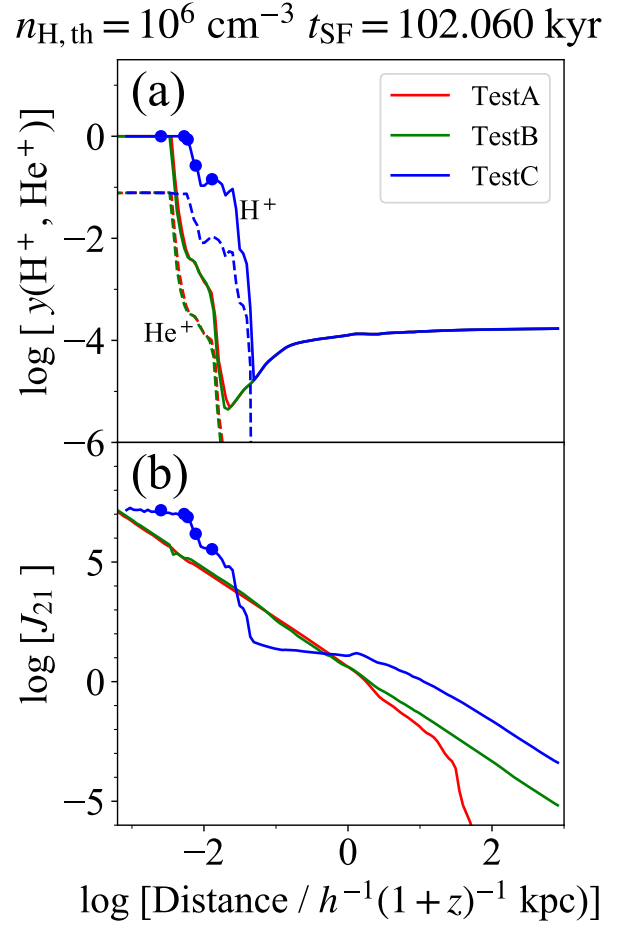 n_H, th = 10^6 cm^−3 t_SF = 102.060 kyr
(a)
TestA
TestB
TestC
0
−2
−4
−6
log [ y(H^+ , He^+)]
H^+
He^+
(b)
5
0
−5
log [J_21]
−2
0
2
log [Distance / h^−1(1 + z)^−1 kpc)]